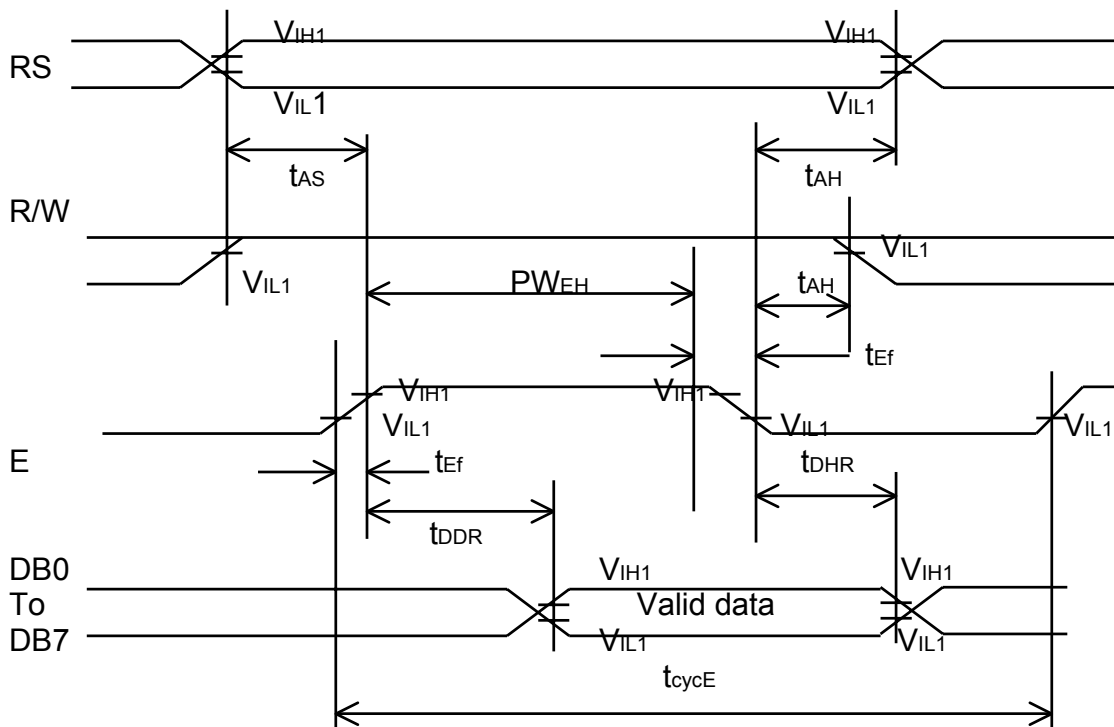 VIH1 VIH1
RS
VIL1 VIL1
tAS tAH
R/W
VIL1
VIL1 PWEH tAH
tEf
VIH1 VIH1
VIL1 VIL1 VIL1
E tEf tDHR
tDDR
DB0 VIH1 VIH1
To Valid data
DB7 VIL1 VIL1
tcycE